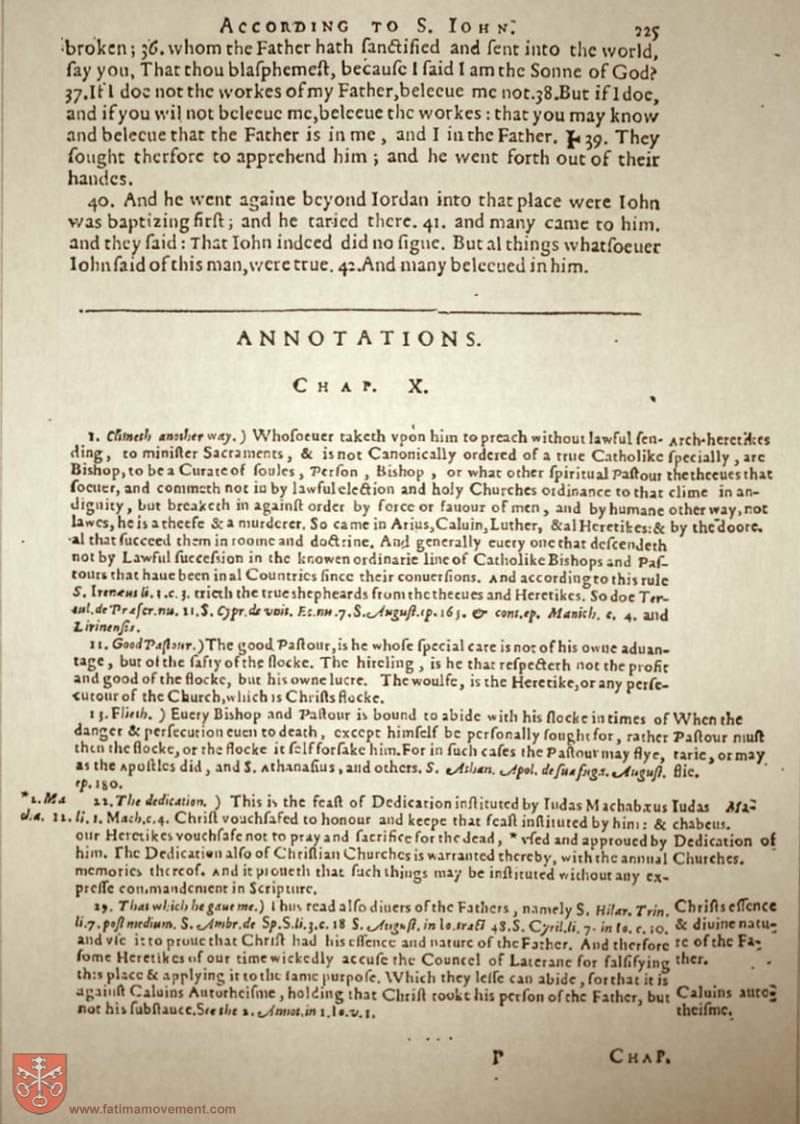 ACCORDING TO S. IOHN. 225
broken; 36. whom the Father hath ſanctified and ſent into the world,
ſay you, That thou blaſphemeſt, becauſe I ſaid I am the Sonne of God?
37. If I doe not the workes of my Father, beleeue me not. 38. But if I doe,
and if you wil not beleeue me, beleeue the workes: that you may know
and beleeue that the Father is in me, and I in the Father. 39. They
ſought therfore to apprehend him; and he went forth out of their
handes.
40. And he went againe beyond Iordan into that place were Iohn
was baptizing firſt; and he taried there. 41. and many came to him.
and they ſaid: That Iohn indeed did no ſigne. But al things whatſoeuer
Iohn ſaid of this man, were true. 42. And many beleeued in him.
ANNOTATIONS.
CHAP. X.
1. Climeth another way.) Whoſoeuer taketh vpon him to preach without lawful ſen-
ding, to miniſter Sacraments, & is not Canonically ordered of a true Catholike
Biſhop, to be a Curate of ſoules, Perſon, Biſhop, or what other ſpiritual Paſtour
ſoeuer, and commeth not in by lawful election and holy Churches ordinance to that
dignity, but breaketh in againſt order by force or fauour of men, and by humane
lawes, he is a theefe & a murderer. So came in Arius, Caluin, Luther, & al Heretikes: &
al that ſucceed them in roome and doctrine. And generally euery one that deſcendeth
not by Lawful ſucceſſion in the knowen ordinarie line of Catholike Biſhops and Paſ-
tours that haue been in al Countries ſince their conuerſions. And according to this rule
S. Irenæus li. 3. c. 3. trieth the true shepheards from the theeues and Heretikes. So doe Ter-
tul. de Præſcr. nu. 11. S. Cypr. de vnit. Ec. nu. 7. S. Auguſt. ep. 165. & cont. ep. Manich. c. 4. and
Lirinenſis.
Arch-heretikes
ſpecially, are
the theeues that
clime in an-
other way, not
by the doore.
11. Good Paſtour.) The good Paſtour, is he whoſe ſpecial care is not of his owne aduan-
tage, but of the ſafty of the flocke. The hireling, is he that reſpecteth not the profit
and good of the flocke, but his owne lucre. The woulfe, is the Heretike, or any perſe-
cutour of the Church, which is Chriſts flocke.
13. Flieth.) Euery Bishop and Paſtour is bound to abide with his flocke in times of
danger & perſecution euen to death, except himſelf be perſonally ſought for, rather
then the flocke, or the flocke it ſelf forſake him. For in ſuch caſes the Paſtour may flye,
as the Apoſtles did, and S. Athanaſius, and others. S. Athan. Apol. de ſua fuga. Auguſt.
ep. 180.
When the
Paſtour muſt
tarie, or may
flie.
*2. Ma
c. 12.
22. The dedication.) This is the feaſt of Dedication inſtituted by Iudas Machabæus
li. 1. Mach. c. 4. Chriſt vouchſafed to honour and keepe that feaſt inſtituted by him: &
our Heretikes vouchſafe not to pray and ſacrifice for the dead, * vſed and approued by
him. The Dedication alſo of Chriſtian Churches is warranted thereby, with the annual
memories thereof. And it proueth that ſuch things may be inſtituted without any ex-
preſſe commandement in Scripture.
Iudas Ma-
chabeus.
Dedication of
Churches.
29. That which he gaue me.) Thus read alſo diuers of the Fathers, namely S. Hilar. Trin.
li. 7. poſt medium. S. Ambr. de Sp. S. li. 3. c. 18 S. Auguſt. in Io. tract 48. S. Cyril. li. 7. in Io. c. 10.
and vſe it to proue that Chriſt had his eſſence and nature of the Father. And therefore
ſome Heretikes of our time wickedly accuſe the Councel of Laterane for falſifying
this place & applying it to the ſame purpoſe. Which they leſſe can abide, for that it is
againſt Caluins Autotheiſme, holding that Chriſt tooke his perſon of the Father, but
not his ſubſtance. See the 2. Annot. in 1. Io. v. 1.
Chriſts eſſence
& diuine natu-
re of the Fa-
ther.
Caluins auto-
theiſme.
P CHAP.
www.fatimamovement.com